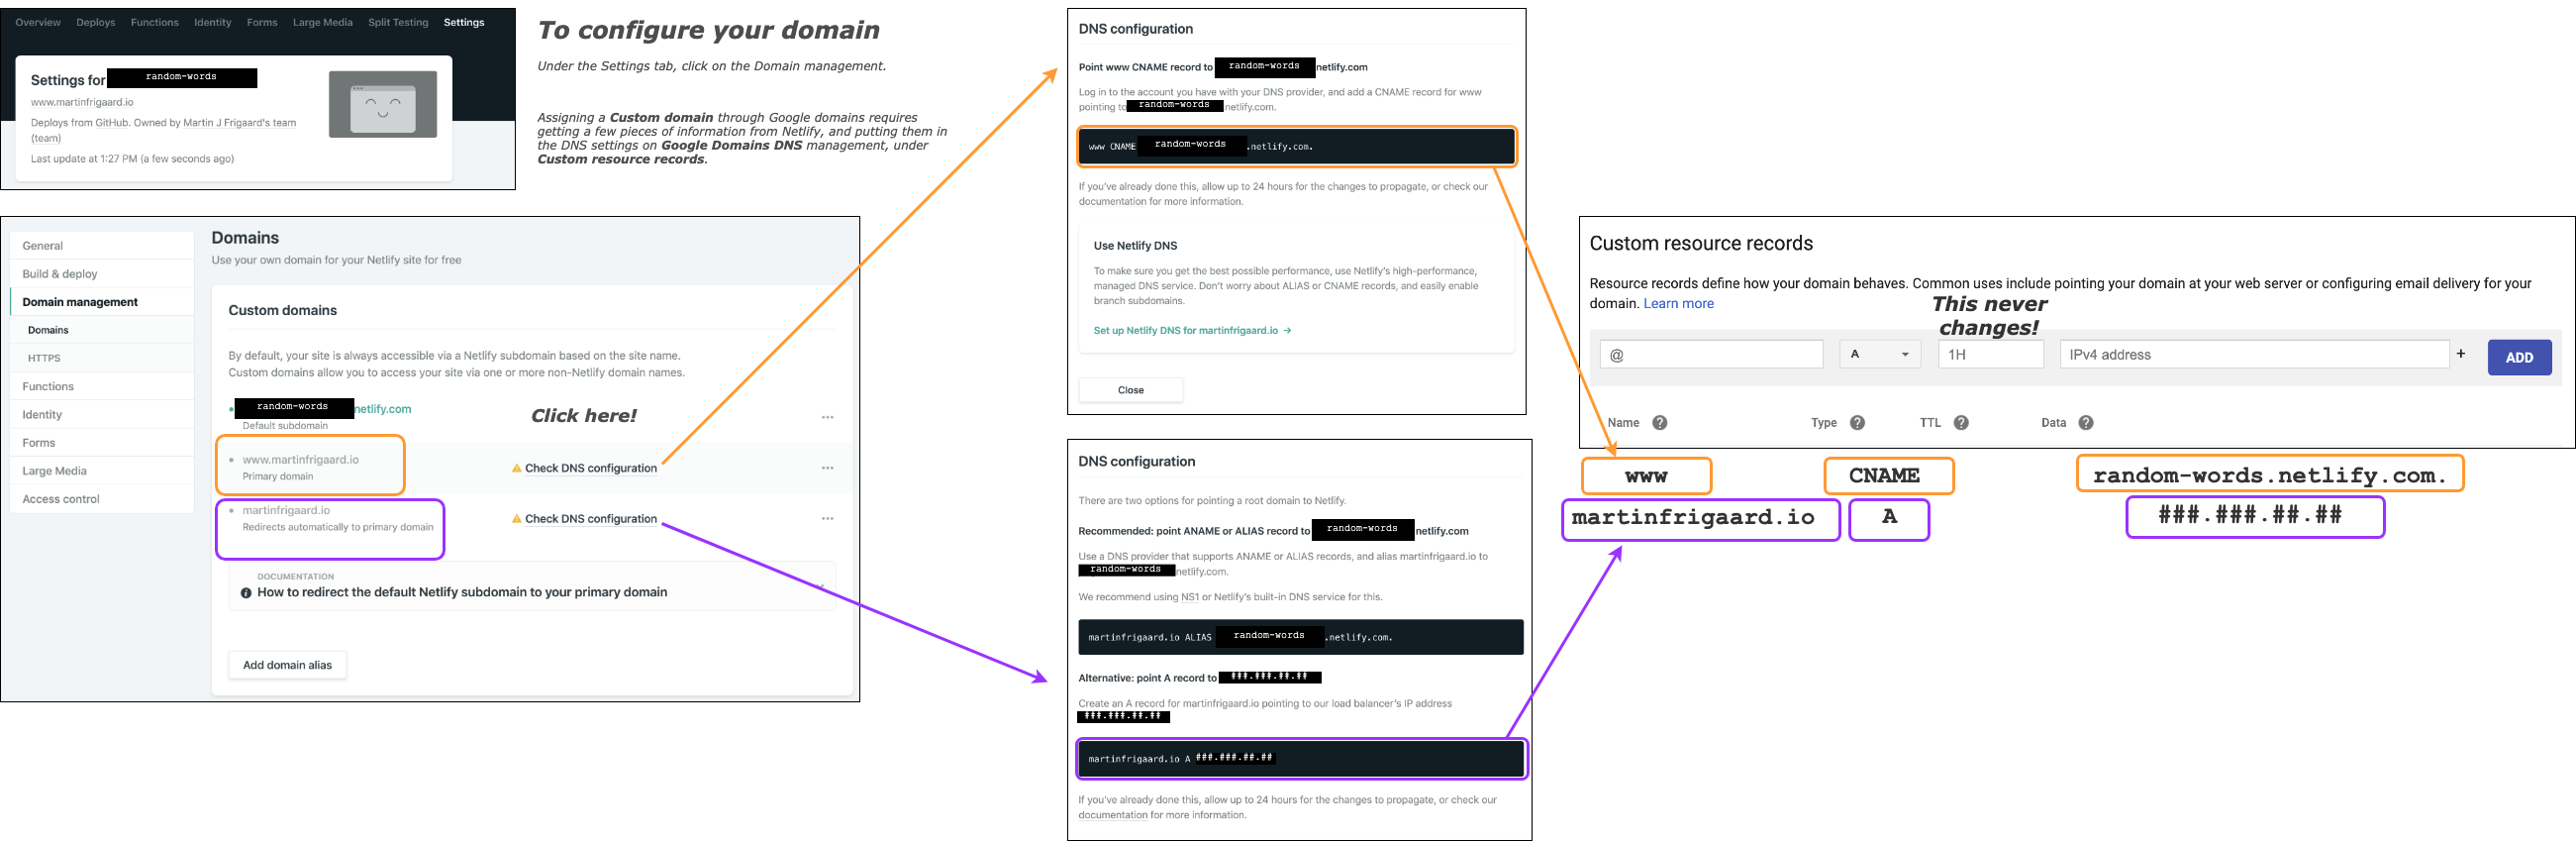 Overview Deploys Functions Identity Forms Large Media Split Testing Settings
Settings for random-words
www.martinfrigaard.io
Deploys from GitHub. Owned by Martin J Frigaard's team
(team)
Last update at 1:27 PM (a few seconds ago)
To configure your domain
Under the Settings tab, click on the Domain management.
Assigning a Custom domain through Google domains requires
getting a few pieces of information from Netlify, and putting them in
the DNS settings on Google Domains DNS management, under
Custom resource records.
General
Build & deploy
Domain management
Domains
HTTPS
Functions
Identity
Forms
Large Media
Access control
Domains
Use your own domain for your Netlify site for free
Custom domains
By default, your site is always accessible via a Netlify subdomain based on the site name.
Custom domains allow you to access your site via one or more non-Netlify domain names.
random-words netlify.com
Default subdomain
Click here!
www.martinfrigaard.io
Primary domain
Check DNS configuration
martinfrigaard.io
Redirects automatically to primary domain
Check DNS configuration
DOCUMENTATION
How to redirect the default Netlify subdomain to your primary domain
Add domain alias
DNS configuration
Point www CNAME record to random-words netlify.com
Log in to the account you have with your DNS provider, and add a CNAME record for www
pointing to random-words netlify.com.
www CNAME random-words .netlify.com.
If you've already done this, allow up to 24 hours for the changes to propagate, or check our
documentation for more information.
Use Netlify DNS
To make sure you get the best possible performance, use Netlify's high-performance,
managed DNS service. Don't worry about ALIAS or CNAME records, and easily enable
branch subdomains.
Set up Netlify DNS for martinfrigaard.io →
Close
DNS configuration
There are two options for pointing a root domain to Netlify.
Recommended: point ANAME or ALIAS record to random-words netlify.com
Use a DNS provider that supports ANAME or ALIAS records, and alias martinfrigaard.io to
random-words netlify.com.
We recommend using NS1 or Netlify's built-in DNS service for this.
martinfrigaard.io ALIAS random-words .netlify.com.
Alternative: point A record to ###.###.##.##
Create an A record for martinfrigaard.io pointing to our load balancer's IP address
###.###.##.##
martinfrigaard.io A ###.###.##.##
If you've already done this, allow up to 24 hours for the changes to propagate, or check our
documentation for more information.
Custom resource records
Resource records define how your domain behaves. Common uses include pointing your domain at your web server or configuring email delivery for your
domain. Learn more
This never
changes!
@ A 1H IPv4 address + ADD
Name ? Type ? TTL ? Data ?
www CNAME random-words.netlify.com.
martinfrigaard.io A ###.###.##.##